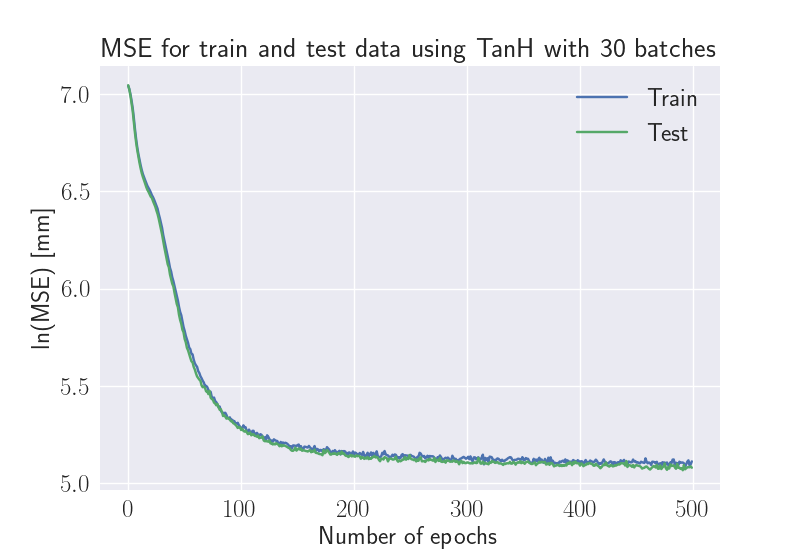 MSE for train and test data using TanH with 30 batches
Train
Test
7.0
6.5
6.0
5.5
5.0
ln(MSE) [mm]
0
100
200
300
400
500
Number of epochs